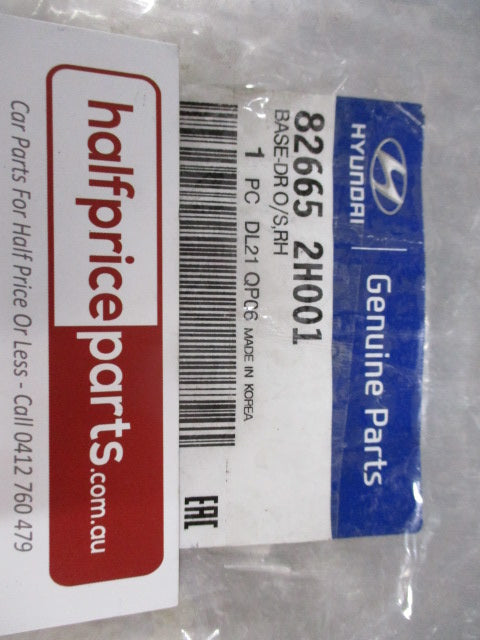 HYUNDAI
Genuine Parts
82665 2H001
BASE-DR O/S,RH
1 PC DL21 QP06 MADE IN KOREA
EAC
halfpriceparts.com.au
Car Parts For Half Price Or Less - Call 0412 760 479